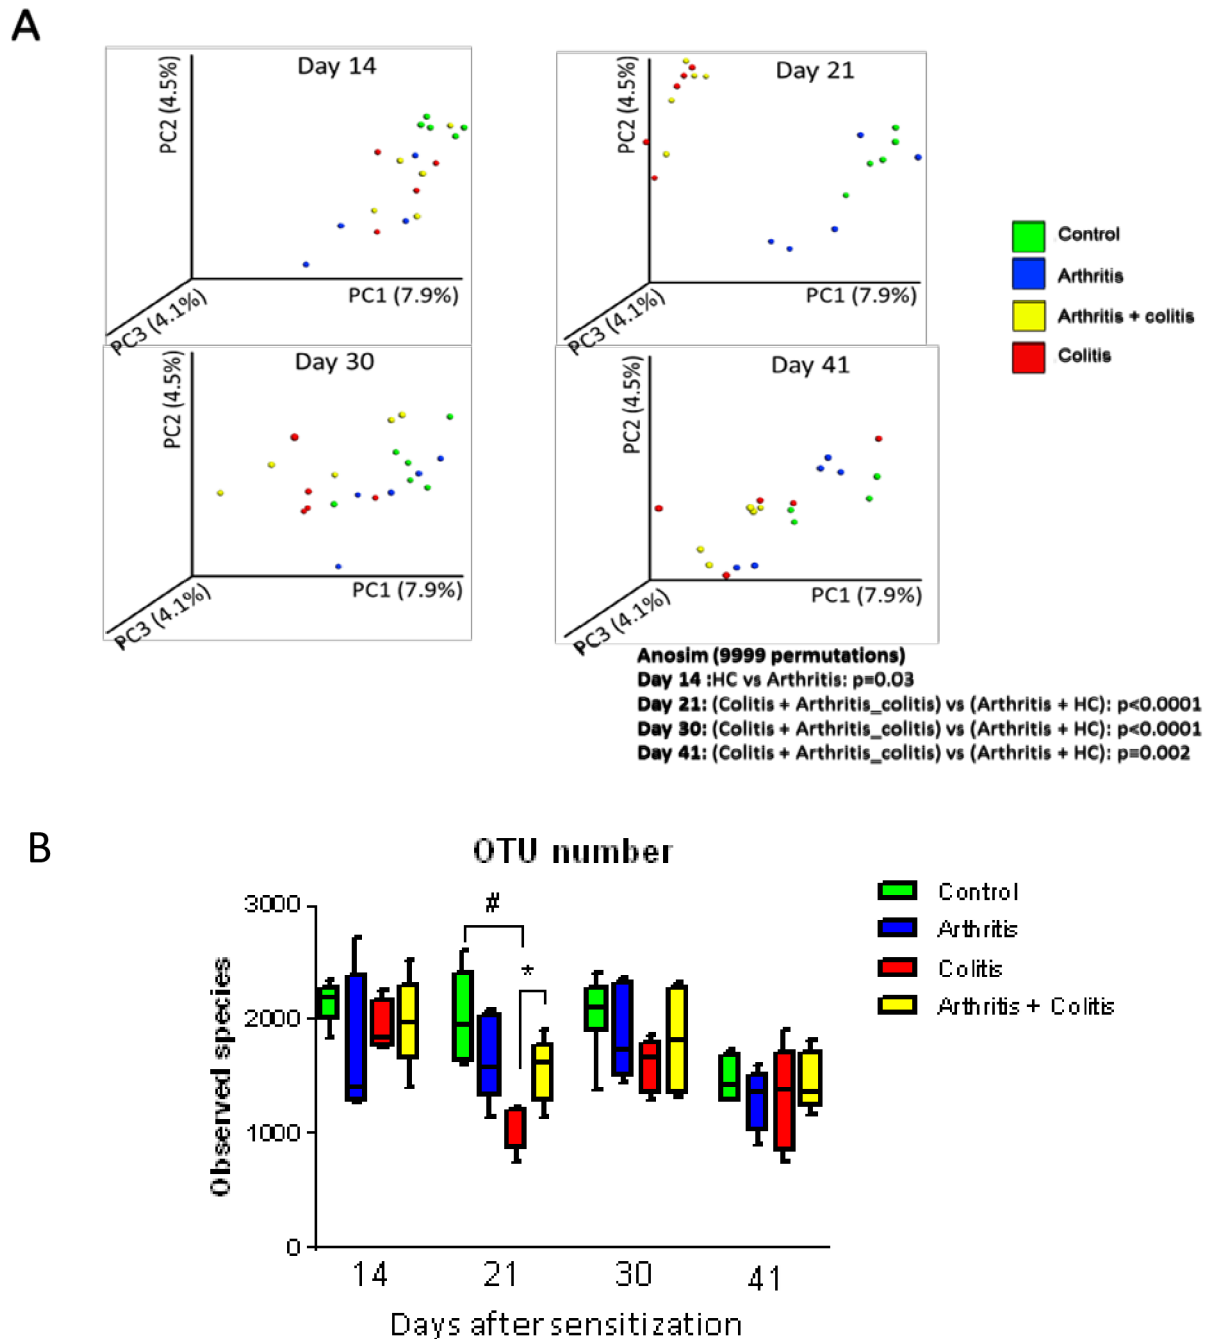 A
Day 14
PC2 (4.5%)
PC1 (7.9%)
PC3 (4.1%)
Day 21
PC2 (4.5%)
PC1 (7.9%)
PC3 (4.1%)
Control
Arthritis
Arthritis + colitis
Colitis
Day 30
PC2 (4.5%)
PC1 (7.9%)
PC3 (4.1%)
Day 41
PC2 (4.5%)
PC1 (7.9%)
PC3 (4.1%)
Anosim (9999 permutations)
Day 14 :HC vs Arthritis: p=0.03
Day 21: (Colitis + Arthritis_colitis) vs (Arthritis + HC): p<0.0001
Day 30: (Colitis + Arthritis_colitis) vs (Arthritis + HC): p<0.0001
Day 41: (Colitis + Arthritis_colitis) vs (Arthritis + HC): p=0.002
B
OTU number
Observed species
3000
2000
1000
0
#
*
14 21 30 41
Days after sensitization
Control
Arthritis
Colitis
Arthritis + Colitis